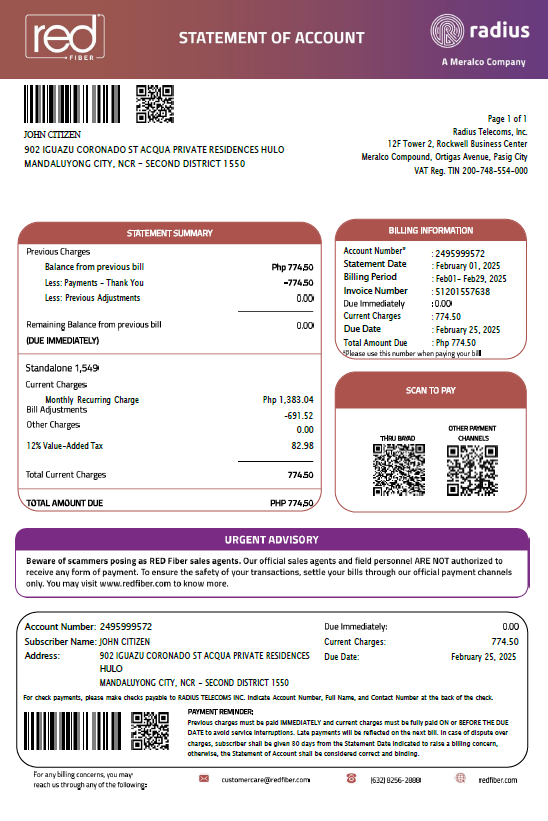 red
FIBER
STATEMENT OF ACCOUNT
radius
A Meralco Company
JOHN CITIZEN
902 IGUAZU CORONADO ST ACQUA PRIVATE RESIDENCES HULO
MANDALUYONG CITY, NCR – SECOND DISTRICT 1550
Page 1 of 1
Radius Telecoms, Inc.
12F Tower 2, Rockwell Business Center
Meralco Compound, Ortigas Avenue, Pasig City
VAT Reg. TIN 200-748-554-000
STATEMENT SUMMARY
Previous Charges
Balance from previous bill Php 774.50
Less: Payments – Thank You -774.50
Less: Previous Adjustments 0.00
Remaining Balance from previous bill 0.00
(DUE IMMEDIATELY)
Standalone 1,549
Current Charges
Monthly Recurring Charge Php 1,383.04
Bill Adjustments -691.52
Other Charges 0.00
12% Value-Added Tax 82.98
Total Current Charges 774.50
TOTAL AMOUNT DUE PHP 774.50
BILLING INFORMATION
Account Number* : 2495999572
Statement Date : February 01, 2025
Billing Period : Feb01- Feb29, 2025
Invoice Number : 51201557638
Due Immediately : 0.00
Current Charges : 774.50
Due Date : February 25, 2025
Total Amount Due : Php 774.50
*Please use this number when paying your bill
SCAN TO PAY
THRU BAYAD
OTHER PAYMENT
CHANNELS
URGENT ADVISORY
Beware of scammers posing as RED Fiber sales agents. Our official sales agents and field personnel ARE NOT authorized to
receive any form of payment. To ensure the safety of your transactions, settle your bills through our official payment channels
only. You may visit www.redfiber.com to know more.
Account Number: 2495999572
Subscriber Name: JOHN CITIZEN
Address: 902 IGUAZU CORONADO ST ACQUA PRIVATE RESIDENCES
HULO
MANDALUYONG CITY, NCR – SECOND DISTRICT 1550
Due Immediately: 0.00
Current Charges: 774.50
Due Date: February 25, 2025
For check payments, please make checks payable to RADIUS TELECOMS INC. Indicate Account Number, Full Name, and Contact Number at the back of the check.
PAYMENT REMINDER:
Previous charges must be paid IMMEDIATELY and current charges must be fully paid ON or BEFORE THE DUE
DATE to avoid service interruptions. Late payments will be reflected on the next bill. In case of dispute over
charges, subscriber shall be given 60 days from the Statement Date indicated to raise a billing concern,
otherwise, the Statement of Account shall be considered correct and binding.
For any billing concerns, you may
reach us through any of the following:
customercare@redfiber.com
(632) 8256-2888
redfiber.com